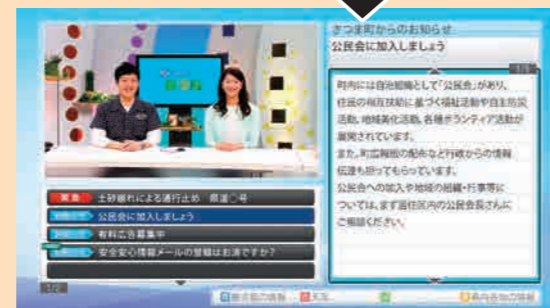 さつま町からのお知らせ
公民会に加入しましょう
1/1
町内には自治組織として「公民会」があり、
住民の相互扶助に基づく福祉活動や自主防災
活動、地域美化活動、各種ボランティア活動が
展開されています。
また、町広報紙の配布など行政からの情報
伝達も担ってもらっています。
公民会への加入や地域の組織・行事等に
ついては、まず居住区内の公民会長さんに
ご相談ください。
緊急 土砂崩れによる通行止め 県道○号
公民会に加入しましょう
有料広告募集中
安全安心情報メールの登録はお済ですか?
1/2
県内各地の情報